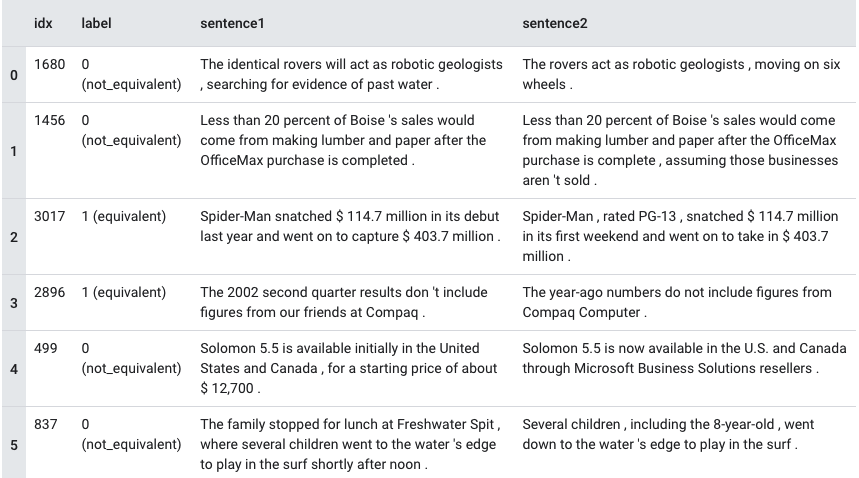 idx label sentence1 sentence2
0 1680 0 (not_equivalent) The identical rovers will act as robotic geologists , searching for evidence of past water . The rovers act as robotic geologists , moving on six wheels .
1 1456 0 (not_equivalent) Less than 20 percent of Boise 's sales would come from making lumber and paper after the OfficeMax purchase is completed . Less than 20 percent of Boise 's sales would come from making lumber and paper after the OfficeMax purchase is complete , assuming those businesses aren 't sold .
2 3017 1 (equivalent) Spider-Man snatched $ 114.7 million in its debut last year and went on to capture $ 403.7 million . Spider-Man , rated PG-13 , snatched $ 114.7 million in its first weekend and went on to take in $ 403.7 million .
3 2896 1 (equivalent) The 2002 second quarter results don 't include figures from our friends at Compaq . The year-ago numbers do not include figures from Compaq Computer .
4 499 0 (not_equivalent) Solomon 5.5 is available initially in the United States and Canada , for a starting price of about $ 12,700 . Solomon 5.5 is now available in the U.S. and Canada through Microsoft Business Solutions resellers .
5 837 0 (not_equivalent) The family stopped for lunch at Freshwater Spit , where several children went to the water 's edge to play in the surf shortly after noon . Several children , including the 8-year-old , went down to the water 's edge to play in the surf .